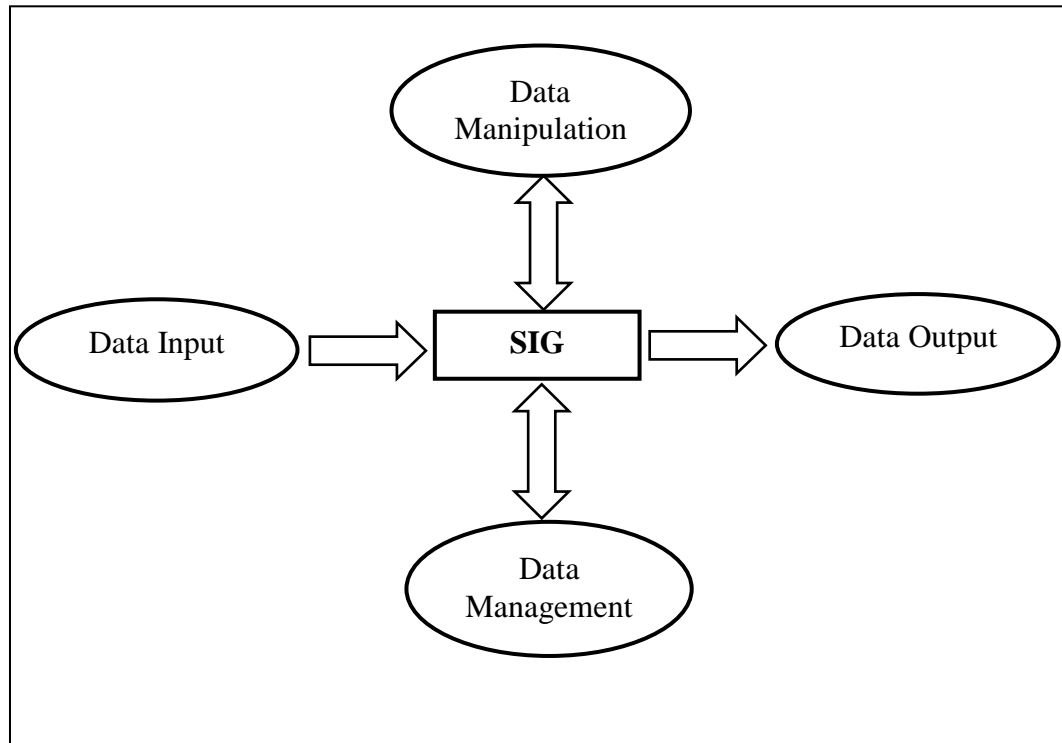 Data
Manipulation
Data Input
SIG
Data Output
Data
Management